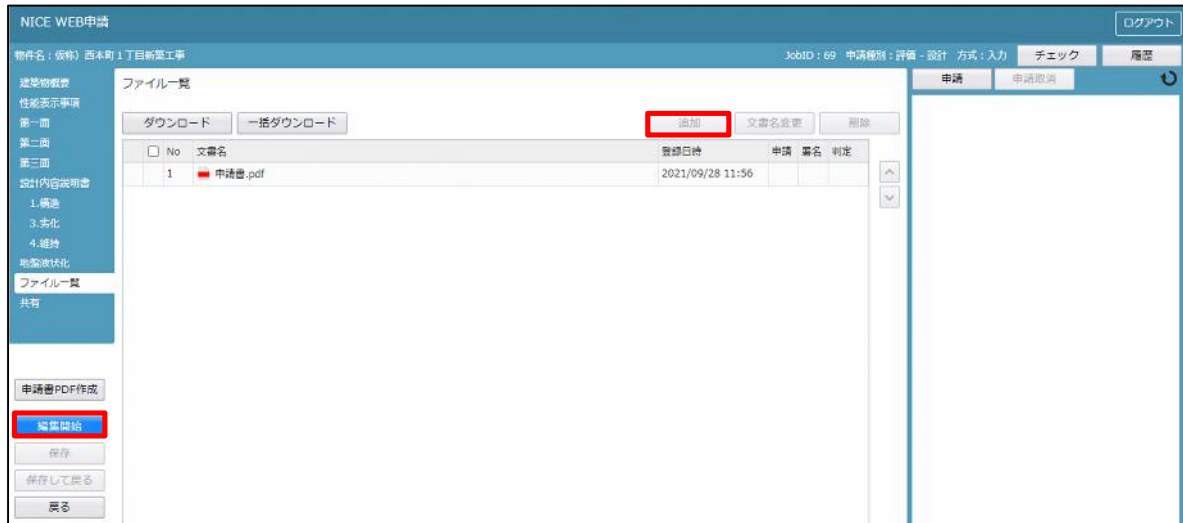 NICE WEB申請
ログアウト
物件名：仮称）西本町１丁目新築工事
JobID：69 申請種別：評価 - 設計 方式：入力
チェック
履歴
建築物概要
性能表示事項
第一面
第二面
第三面
設計内容説明書
1.構造
3.劣化
4.維持
地盤液状化
ファイル一覧
共有
申請書PDF作成
編集開始
保存
保存して戻る
戻る
ファイル一覧
ダウンロード
一括ダウンロード
追加
文書名変更
削除
No 文書名 登録日時 申請 署名 判定
1 申請書.pdf 2021/09/28 11:56
申請
申請取消